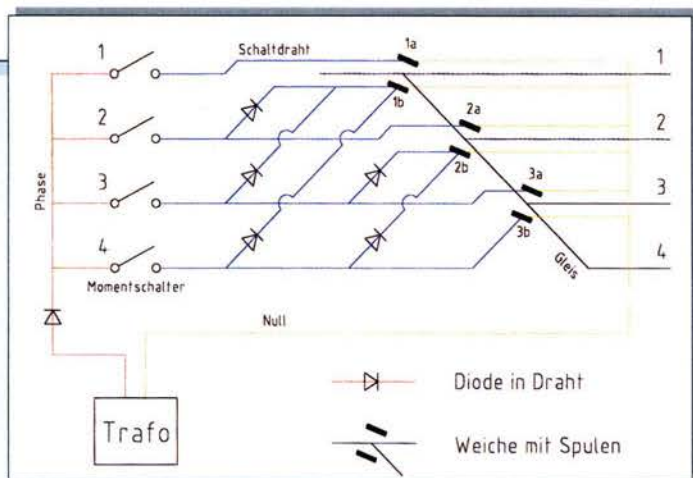 1
Schaltdraht
1a
1
1b
2
2a
2
2b
3
3a
3
3b
Phase
4
Gleis
4
Momentschalter
Null
Trafo
Diode in Draht
Weiche mit Spulen